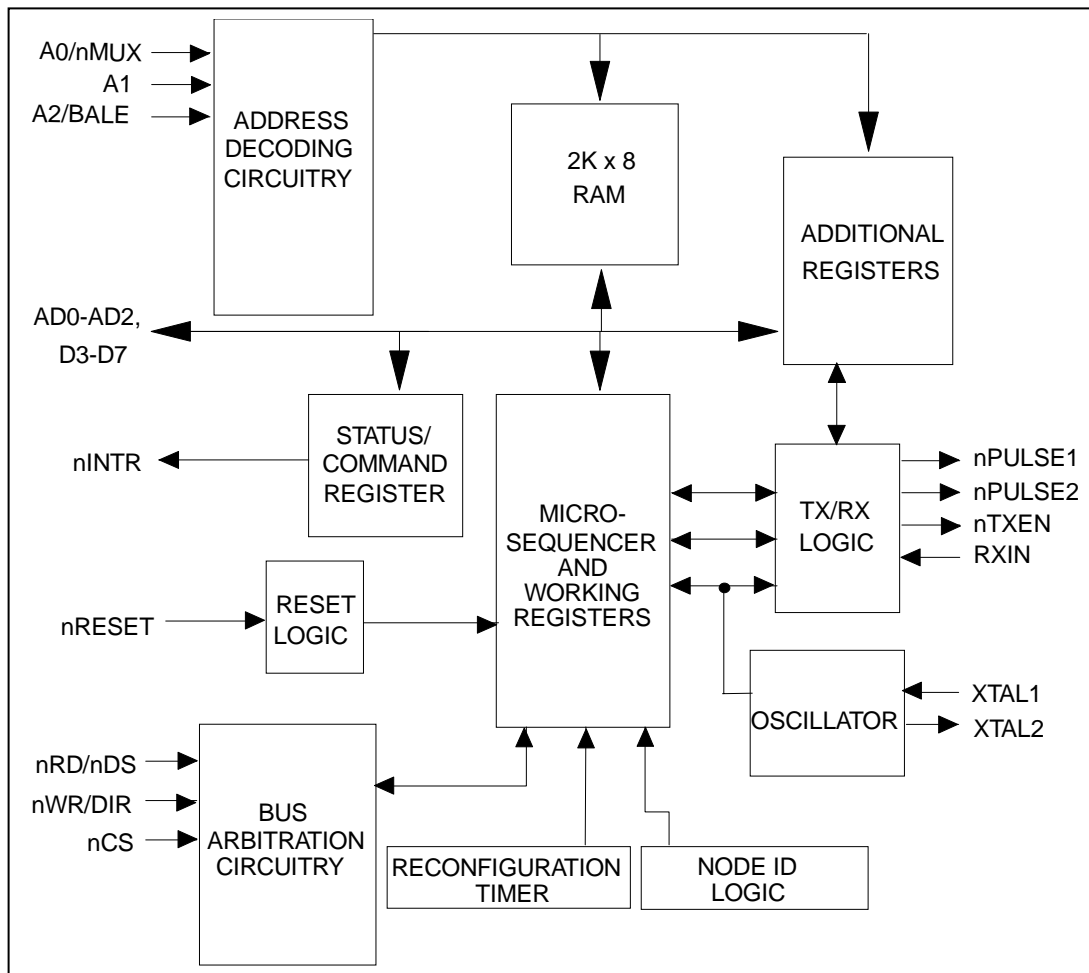 A0/nMUX
A1
A2/BALE
ADDRESS
DECODING
CIRCUITRY
2K x 8
RAM
ADDITIONAL
REGISTERS
AD0-AD2,
D3-D7
nINTR
STATUS/
COMMAND
REGISTER
MICRO-
SEQUENCER
AND
WORKING
REGISTERS
TX/RX
LOGIC
nPULSE1
nPULSE2
nTXEN
RXIN
nRESET
RESET
LOGIC
OSCILLATOR
XTAL1
XTAL2
nRD/nDS
nWR/DIR
nCS
BUS
ARBITRATION
CIRCUITRY
RECONFIGURATION
TIMER
NODE ID
LOGIC